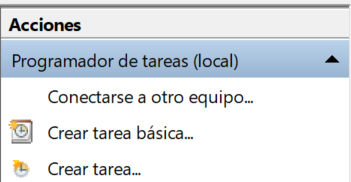 Acciones
Programador de tareas (local)
Conectarse a otro equipo...
Crear tarea básica...
Crear tarea...